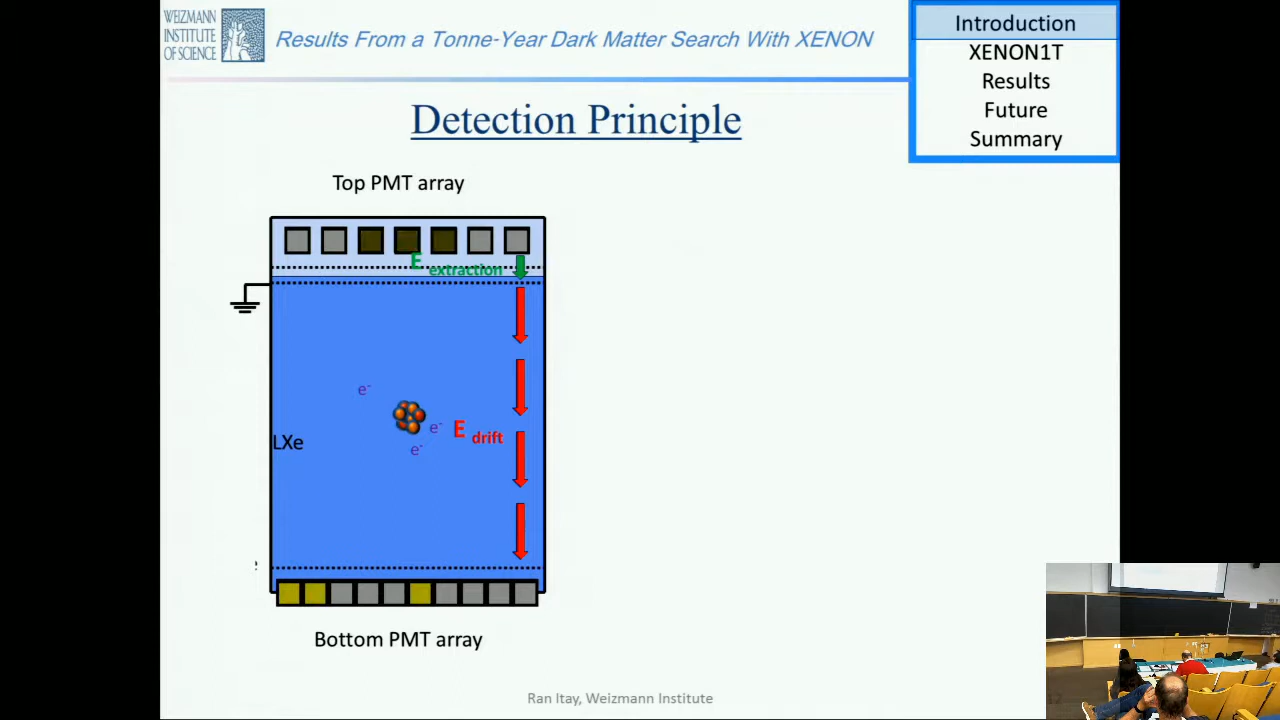 WEIZMANN
INSTITUTE
OF SCIENCE
Results From a Tonne-Year Dark Matter Search With XENON
Introduction
XENON1T
Results
Future
Summary
Detection Principle
Top PMT array
E extraction
e-
e-
e-
E drift
LXe
Bottom PMT array
Ran Itay, Weizmann Institute
12